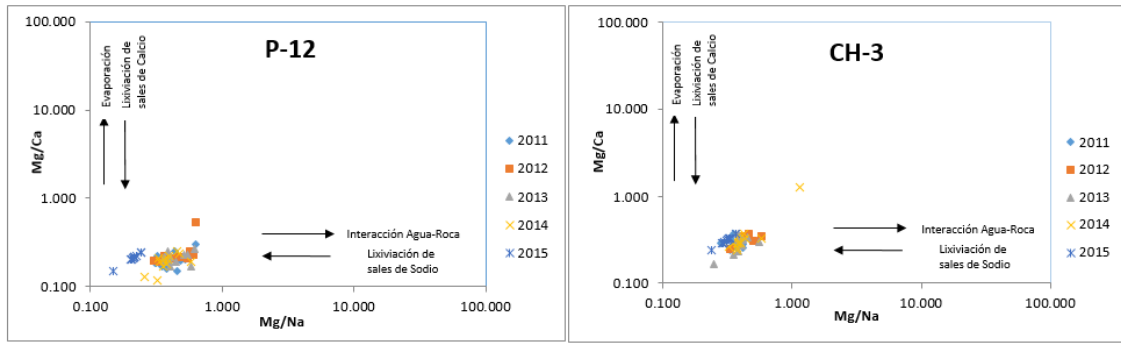 P-12
100.000
10.000
1.000
0.100
Mg/Ca
Evaporación
Lixiviación de
sales de Calcio
Interacción Agua-Roca
Lixiviación de
sales de Sodio
0.100
1.000
10.000
100.000
Mg/Na
2011
2012
2013
2014
2015
CH-3
100.000
10.000
1.000
0.100
Mg/Ca
Evaporación
Lixiviación de
sales de Calcio
Interacción Agua-Roca
Lixiviación de
sales de Sodio
0.100
1.000
10.000
100.000
Mg/Na
2011
2012
2013
2014
2015